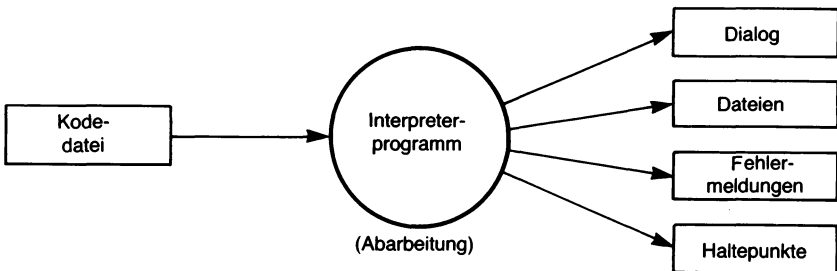 Kode-
datei
Interpreter-
programm
(Abarbeitung)
Dialog
Dateien
Fehler-
meldungen
Haltepunkte